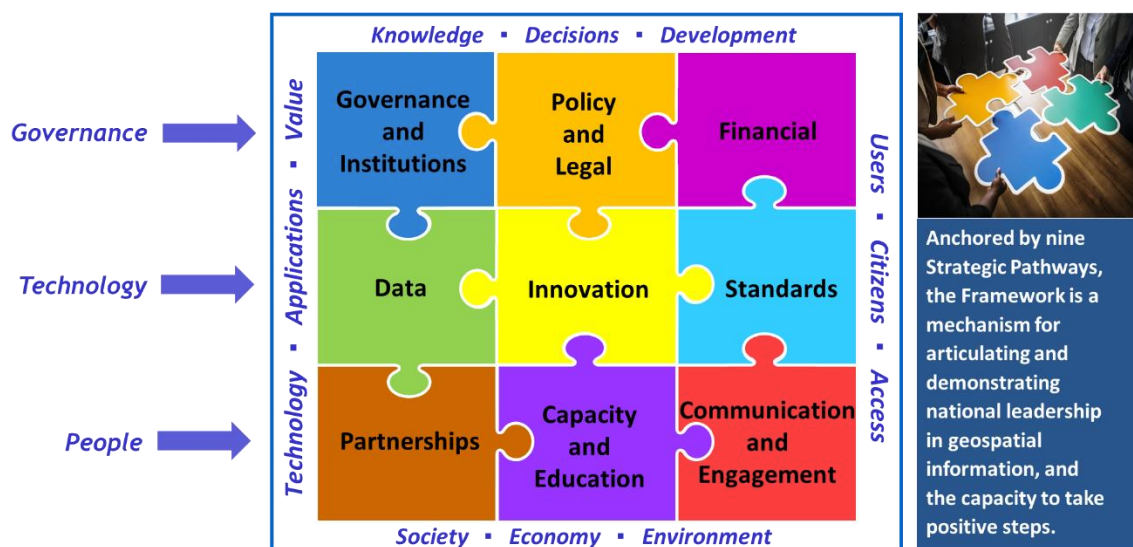 Knowledge ▪ Decisions ▪ Development
Governance
Technology
People
Technology ▪ Applications ▪ Value
Governance
and
Institutions
Policy
and
Legal
Financial
Data
Innovation
Standards
Partnerships
Capacity
and
Education
Communication
and
Engagement
Users ▪ Citizens ▪ Access
Society ▪ Economy ▪ Environment
Anchored by nine
Strategic Pathways,
the Framework is a
mechanism for
articulating and
demonstrating
national leadership
in geospatial
information, and
the capacity to take
positive steps.